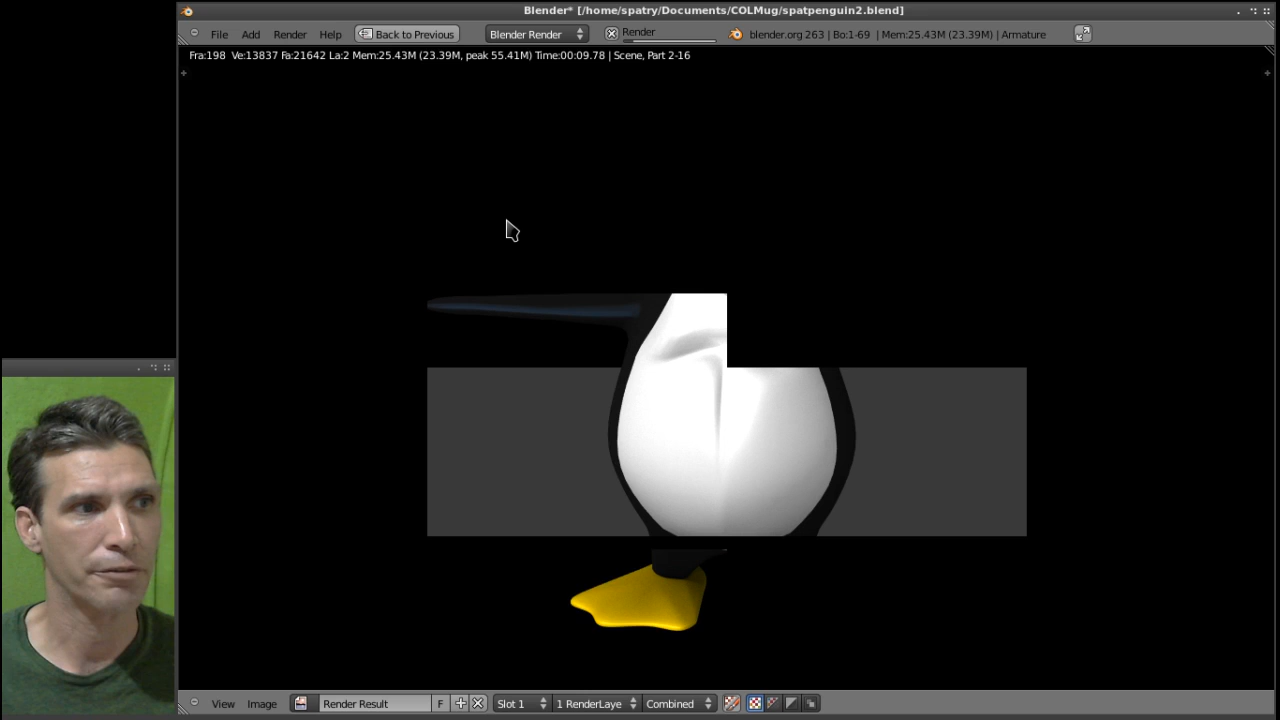 Blender* [/home/spatry/Documents/COLMug/spatpenguin2.blend]
File Add Render Help Back to Previous Blender Render Render blender.org 263 | Bo:1-69 | Mem:25.43M (23.39M) | Armature
Fra:198 Ve:13837 Fa:21642 La:2 Mem:25.43M (23.39M, peak 55.41M) Time:00:09.78 | Scene, Part 2-16
View Image Render Result F Slot 1 1 RenderLaye Combined